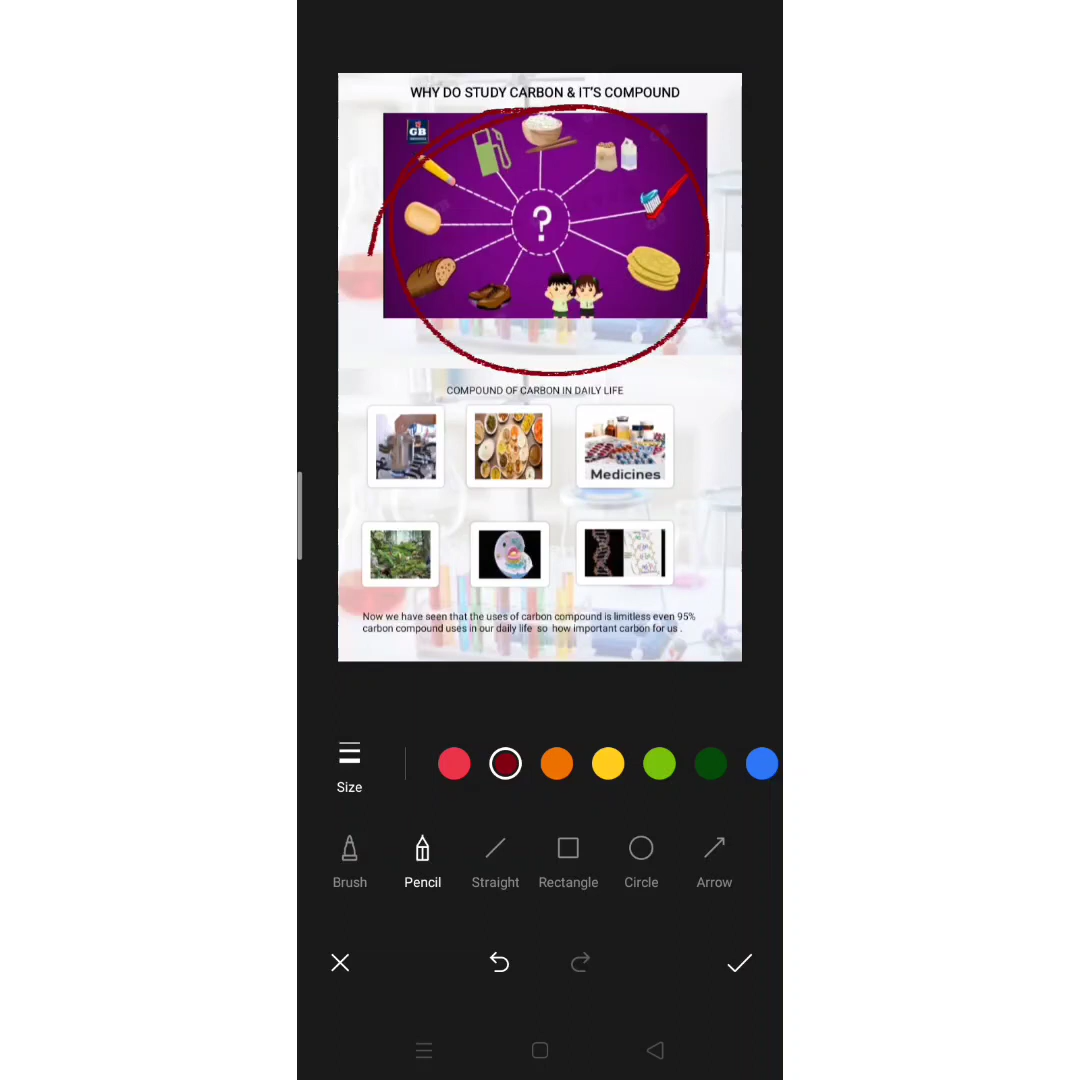 WHY DO STUDY CARBON & IT'S COMPOUND
GB
?
COMPOUND OF CARBON IN DAILY LIFE
Medicines
Now we have seen that the uses of carbon compound is limitless even 95%
carbon compound uses in our daily life so how important carbon for us .
Size
Brush
Pencil
Straight
Rectangle
Circle
Arrow